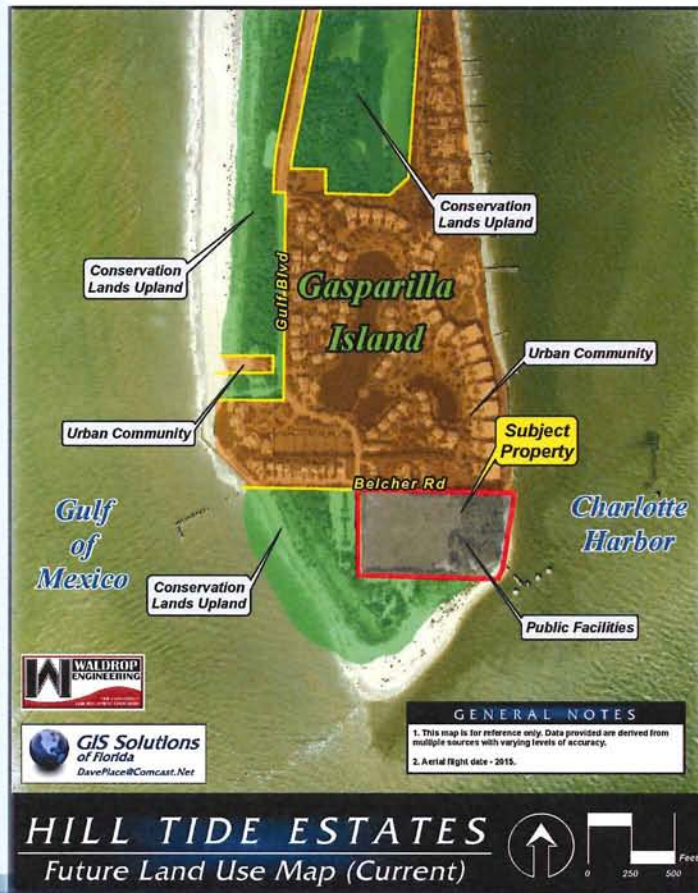 Conservation
Lands Upland
Conservation
Lands Upland
Gulf Blvd
Gasparilla
Island
Urban Community
Urban Community
Subject
Property
Belcher Rd
Gulf
of
Mexico
Charlotte
Harbor
Conservation
Lands Upland
Public Facilities
WALDROP
ENGINEERING
GIS Solutions
of Florida
DavePlace@Comcast.Net
GENERAL NOTES
1. This map is for reference only. Data provided are derived from
multiple sources with varying levels of accuracy.
2. Aerial flight date - 2015.
HILL TIDE ESTATES
Future Land Use Map (Current)
Feet
0 250 500